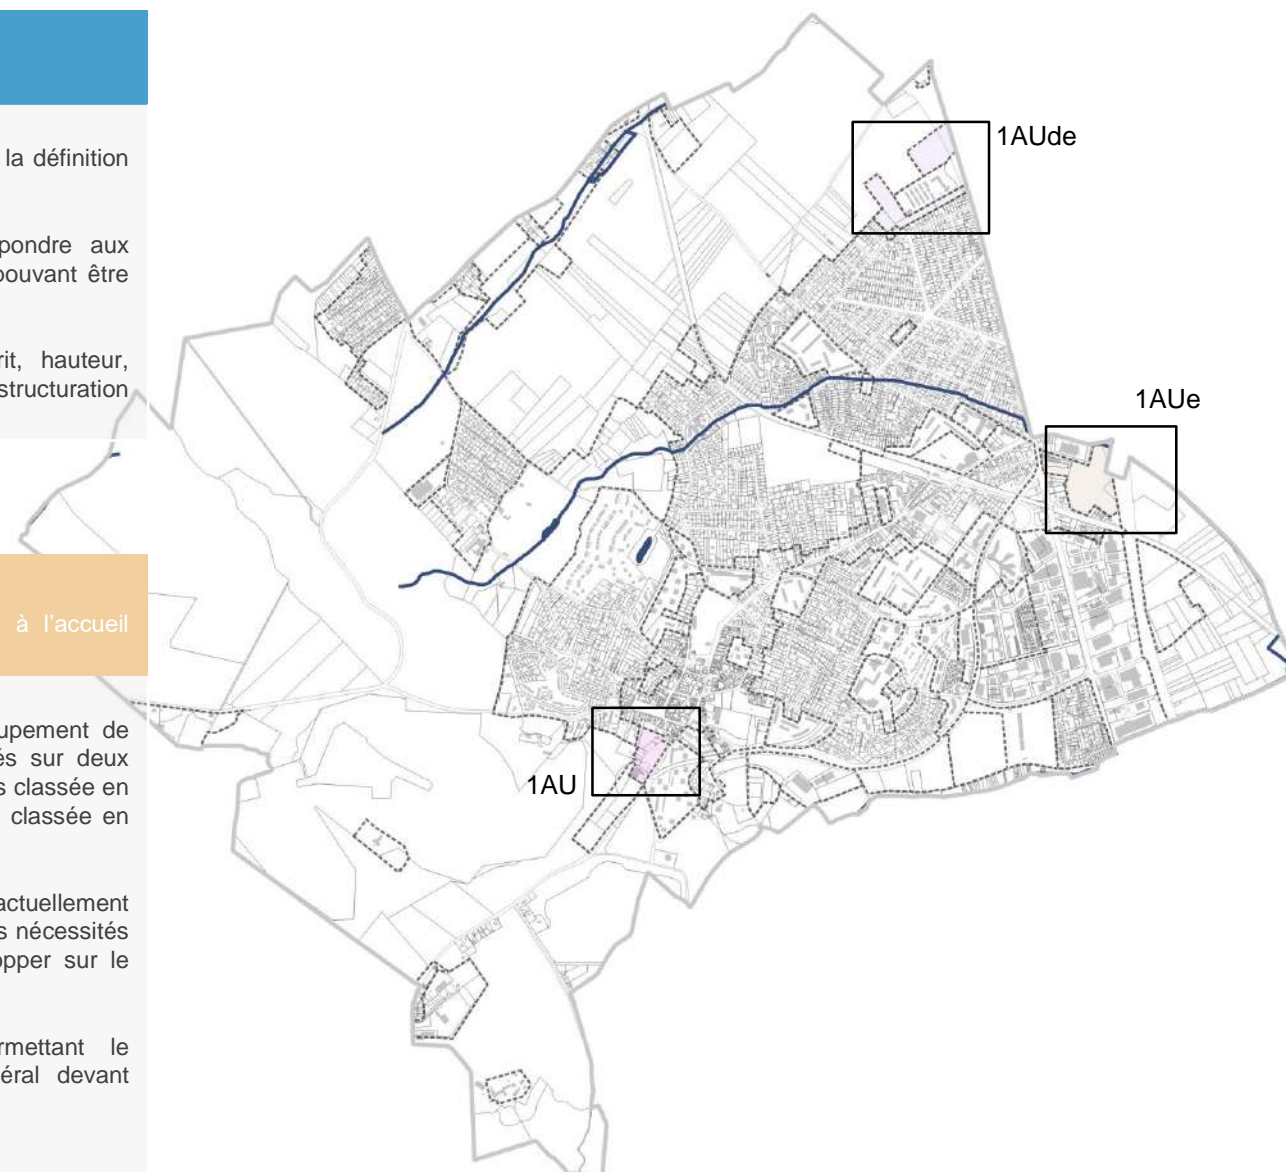 la définition
pondre aux
pouvant être
rit, hauteur,
structuration
à l'accueil
upement de
és sur deux
s classée en
classée en
actuellement
s nécessités
opper sur le
rmettant le
éral devant
1AUde
1AUe
1AU